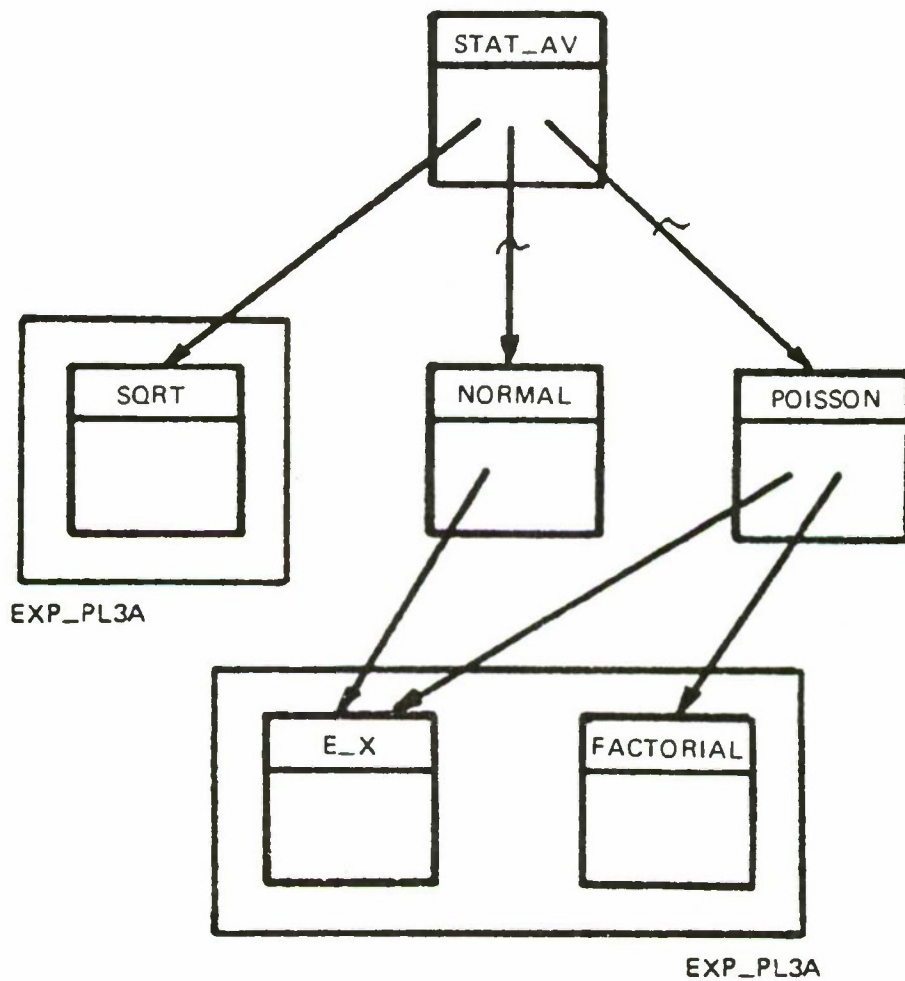 STAT_AV
SQRT
NORMAL
POISSON
EXP_PL3A
E_X
FACTORIAL
EXP_PL3A